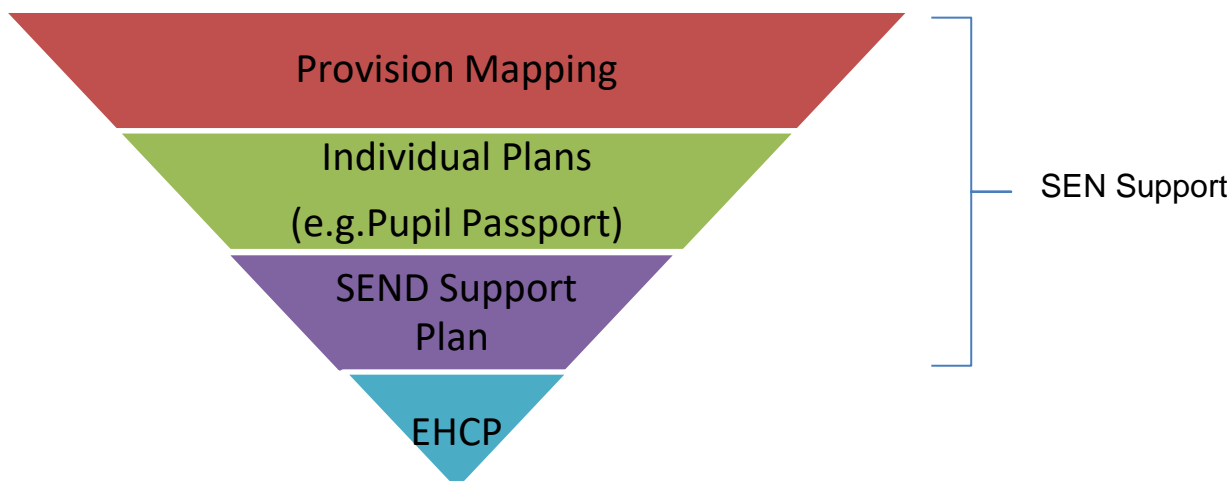 Provision Mapping
Individual Plans
(e.g.Pupil Passport)
SEN Support
SEND Support
Plan
EHCP